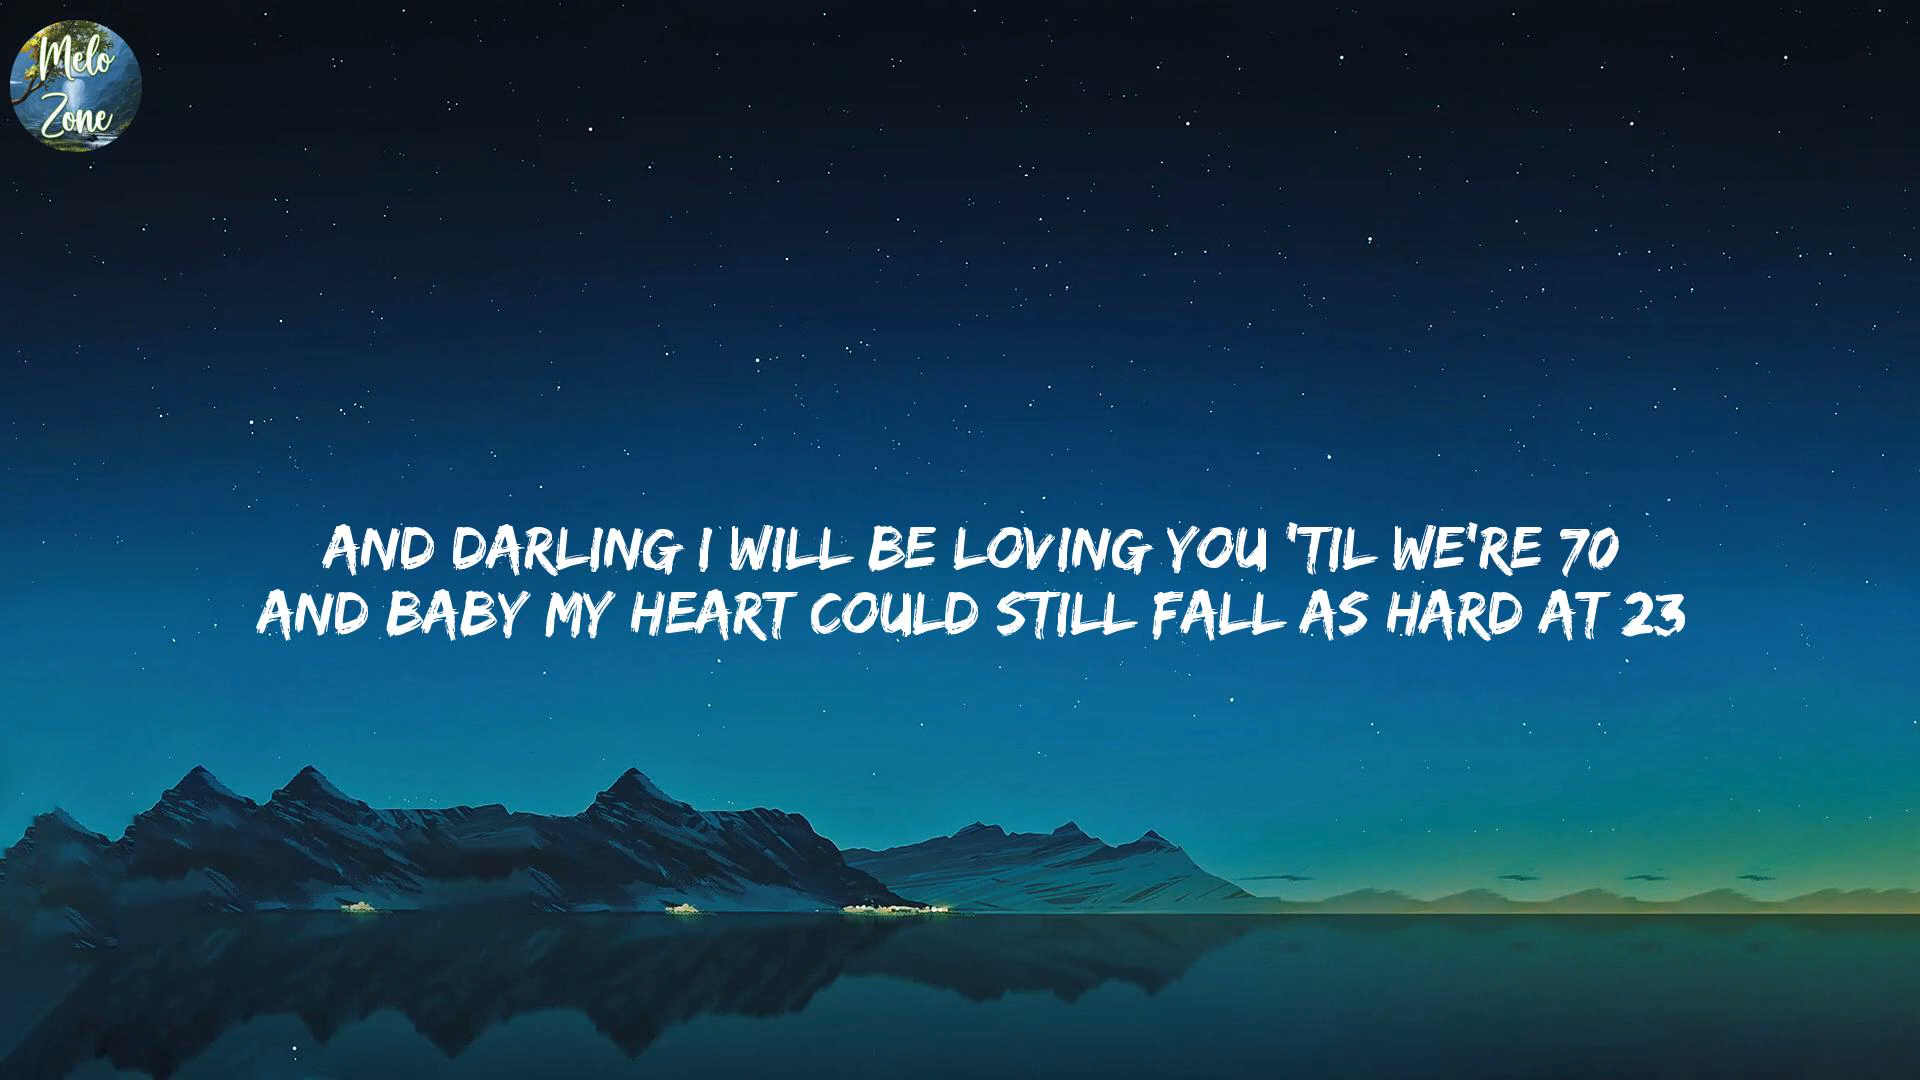 Melo
Zone
AND DARLING I WILL BE LOVING YOU 'TIL WE'RE 70
AND BABY MY HEART COULD STILL FALL AS HARD AT 23